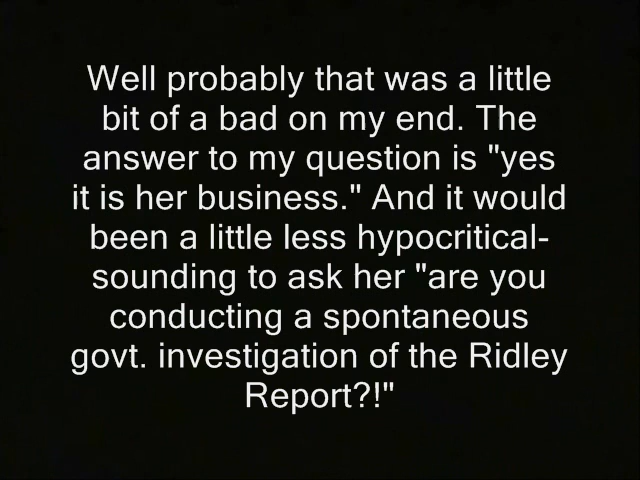 Well probably that was a little
bit of a bad on my end. The
answer to my question is "yes
it is her business." And it would
been a little less hypocritical-
sounding to ask her "are you
conducting a spontaneous
govt. investigation of the Ridley
Report?!"